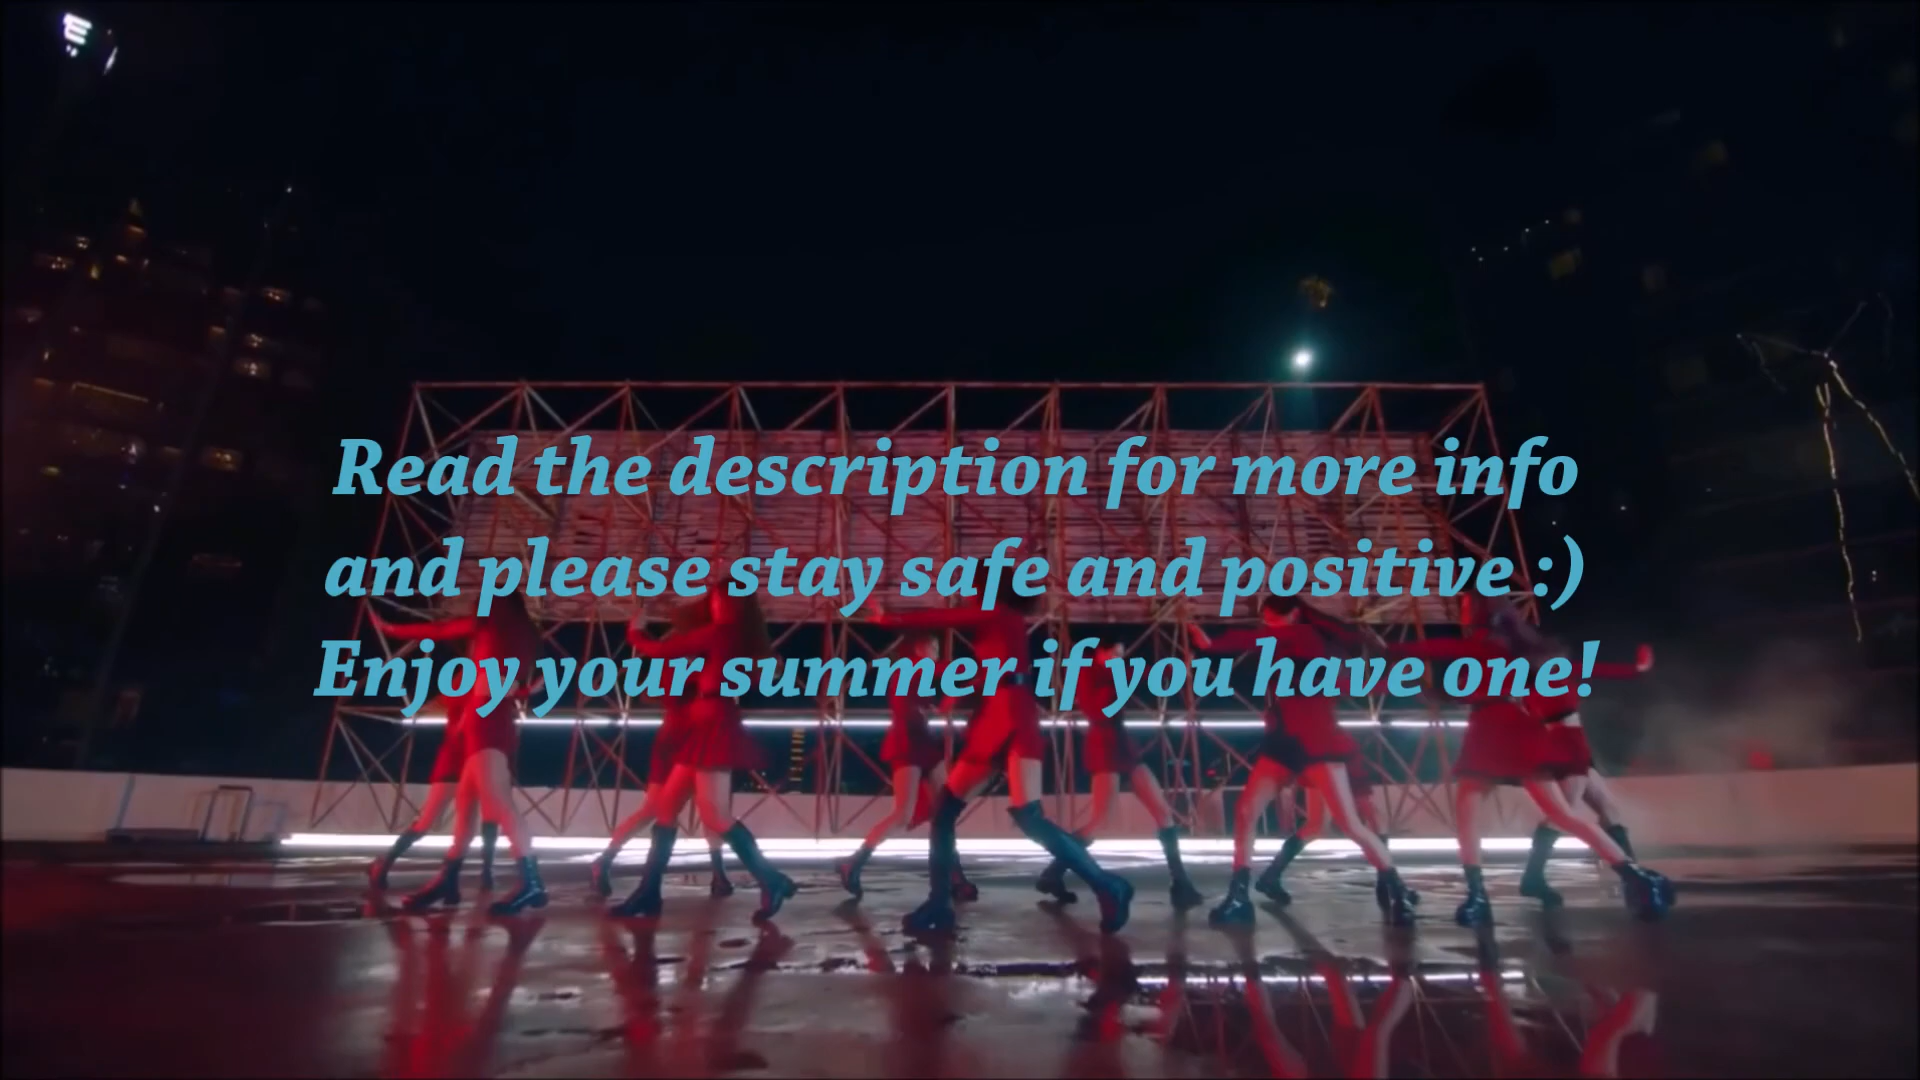 Read the description for more info
and please stay safe and positive :)
Enjoy your summer if you have one!